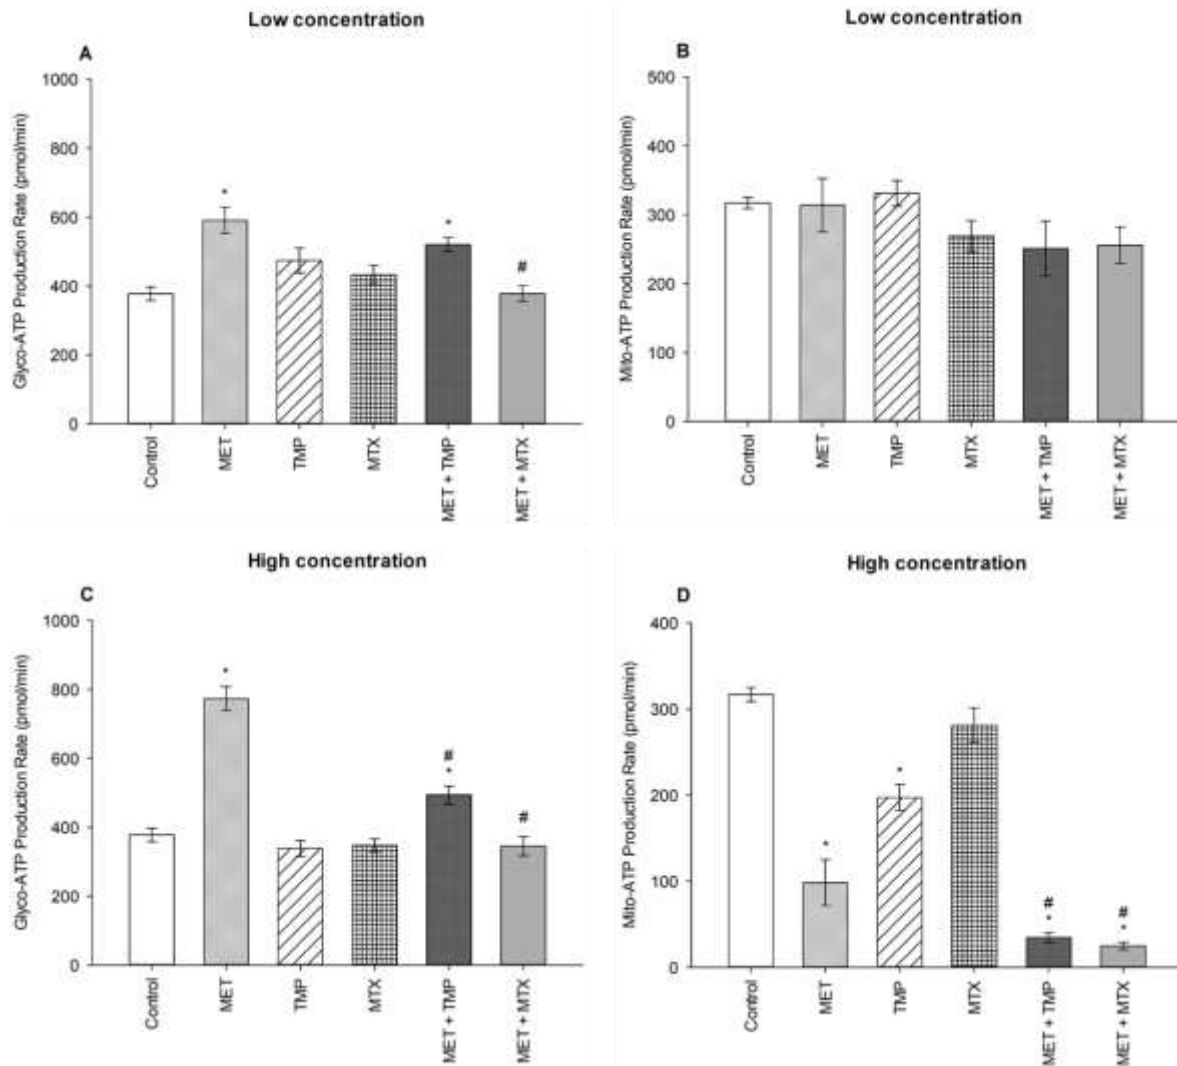 Low concentration
A
Glyco-ATP Production Rate (pmol/min)
1000
800
600
400
200
0
*
*
#
Control
MET
TMP
MTX
MET + TMP
MET + MTX
Low concentration
B
Mito-ATP Production Rate (pmol/min)
500
400
300
200
100
0
Control
MET
TMP
MTX
MET + TMP
MET + MTX
High concentration
C
Glyco-ATP Production Rate (pmol/min)
1000
800
600
400
200
0
*
#
*
#
Control
MET
TMP
MTX
MET + TMP
MET + MTX
High concentration
D
Mito-ATP Production Rate (pmol/min)
400
300
200
100
0
*
*
#
*
#
*
Control
MET
TMP
MTX
MET + TMP
MET + MTX